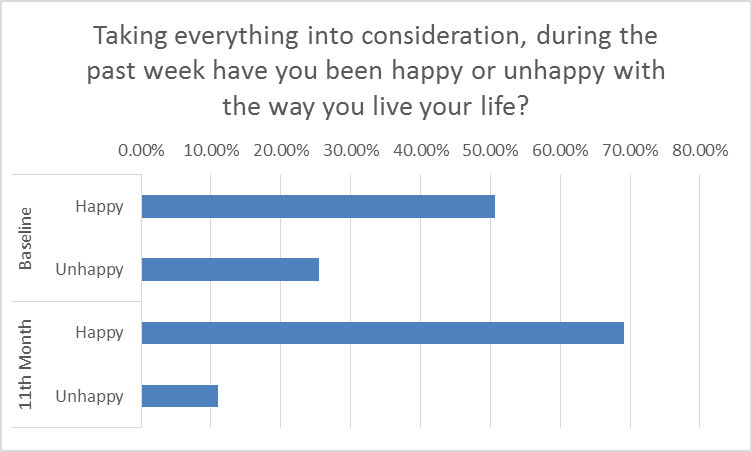 Taking everything into consideration, during the
past week have you been happy or unhappy with
the way you live your life?
0.00% 10.00% 20.00% 30.00% 40.00% 50.00% 60.00% 70.00% 80.00%
Baseline
Happy
Unhappy
11th Month
Happy
Unhappy